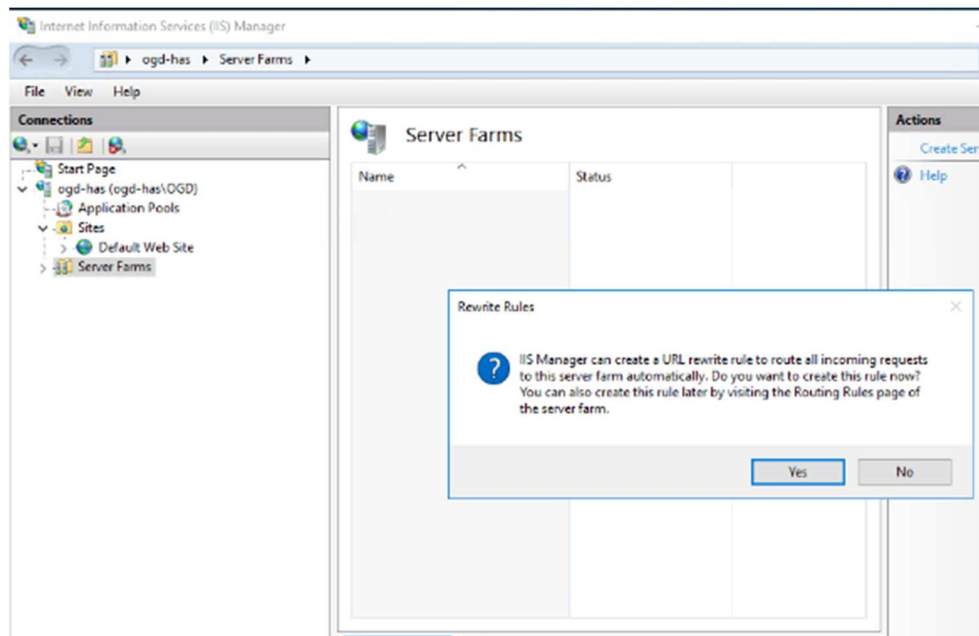 Internet Information Services (IIS) Manager
ogd-has Server Farms
File View Help
Connections
Start Page
ogd-has (ogd-has\OGD)
Application Pools
Sites
Default Web Site
Server Farms
Server Farms
Name Status
Actions
Create Ser
Help
Rewrite Rules
IIS Manager can create a URL rewrite rule to route all incoming requests
to this server farm automatically. Do you want to create this rule now?
You can also create this rule later by visiting the Routing Rules page of
the server farm.
Yes No